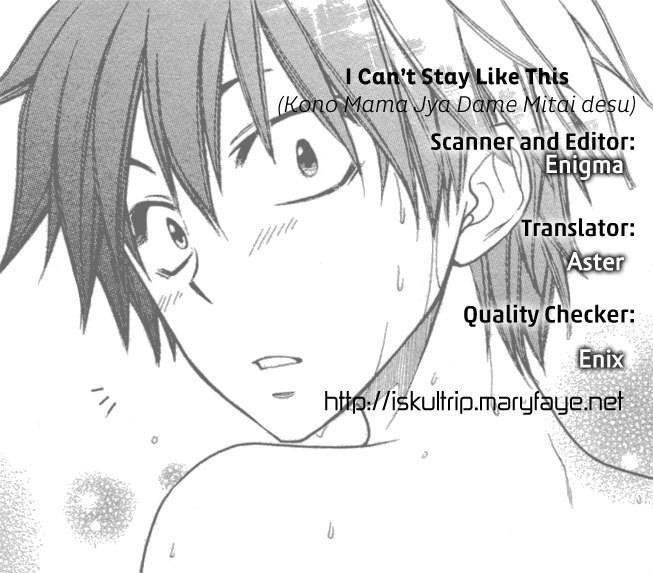 I Can't Stay Like This
(Kono Mama Jya Dame Mitai desu)
Scanner and Editor:
Enigma
Translator:
Aster
Quality Checker:
Enix
http://iskultrip.maryfaye.net